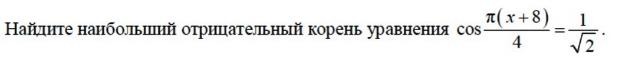 Найдите наибольший отрицательный корень уравнения cos π(x+8)/4 = 1/√2.